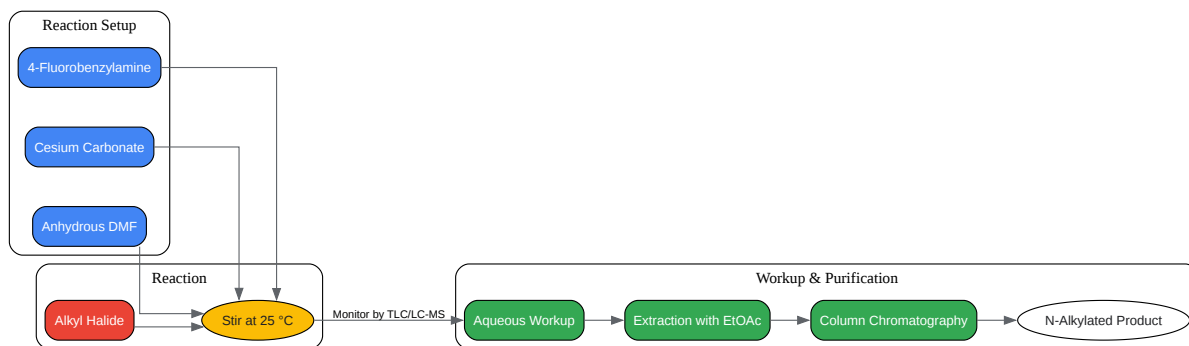 Reaction Setup
4-Fluorobenzylamine
Cesium Carbonate
Anhydrous DMF
Reaction
Alkyl Halide
Stir at 25 °C
Monitor by TLC/LC-MS
Workup & Purification
Aqueous Workup
Extraction with EtOAc
Column Chromatography
N-Alkylated Product